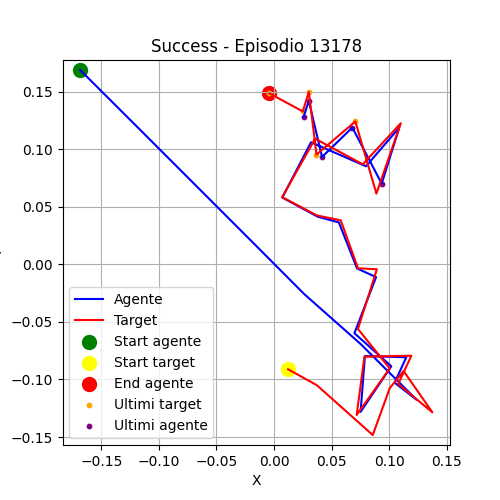 Success - Episodio 13178
0.15
0.10
0.05
0.00
−0.05
−0.10
−0.15
Agente
Target
Start agente
Start target
End agente
Ultimi target
Ultimi agente
−0.15
−0.10
−0.05
0.00
0.05
0.10
0.15
X